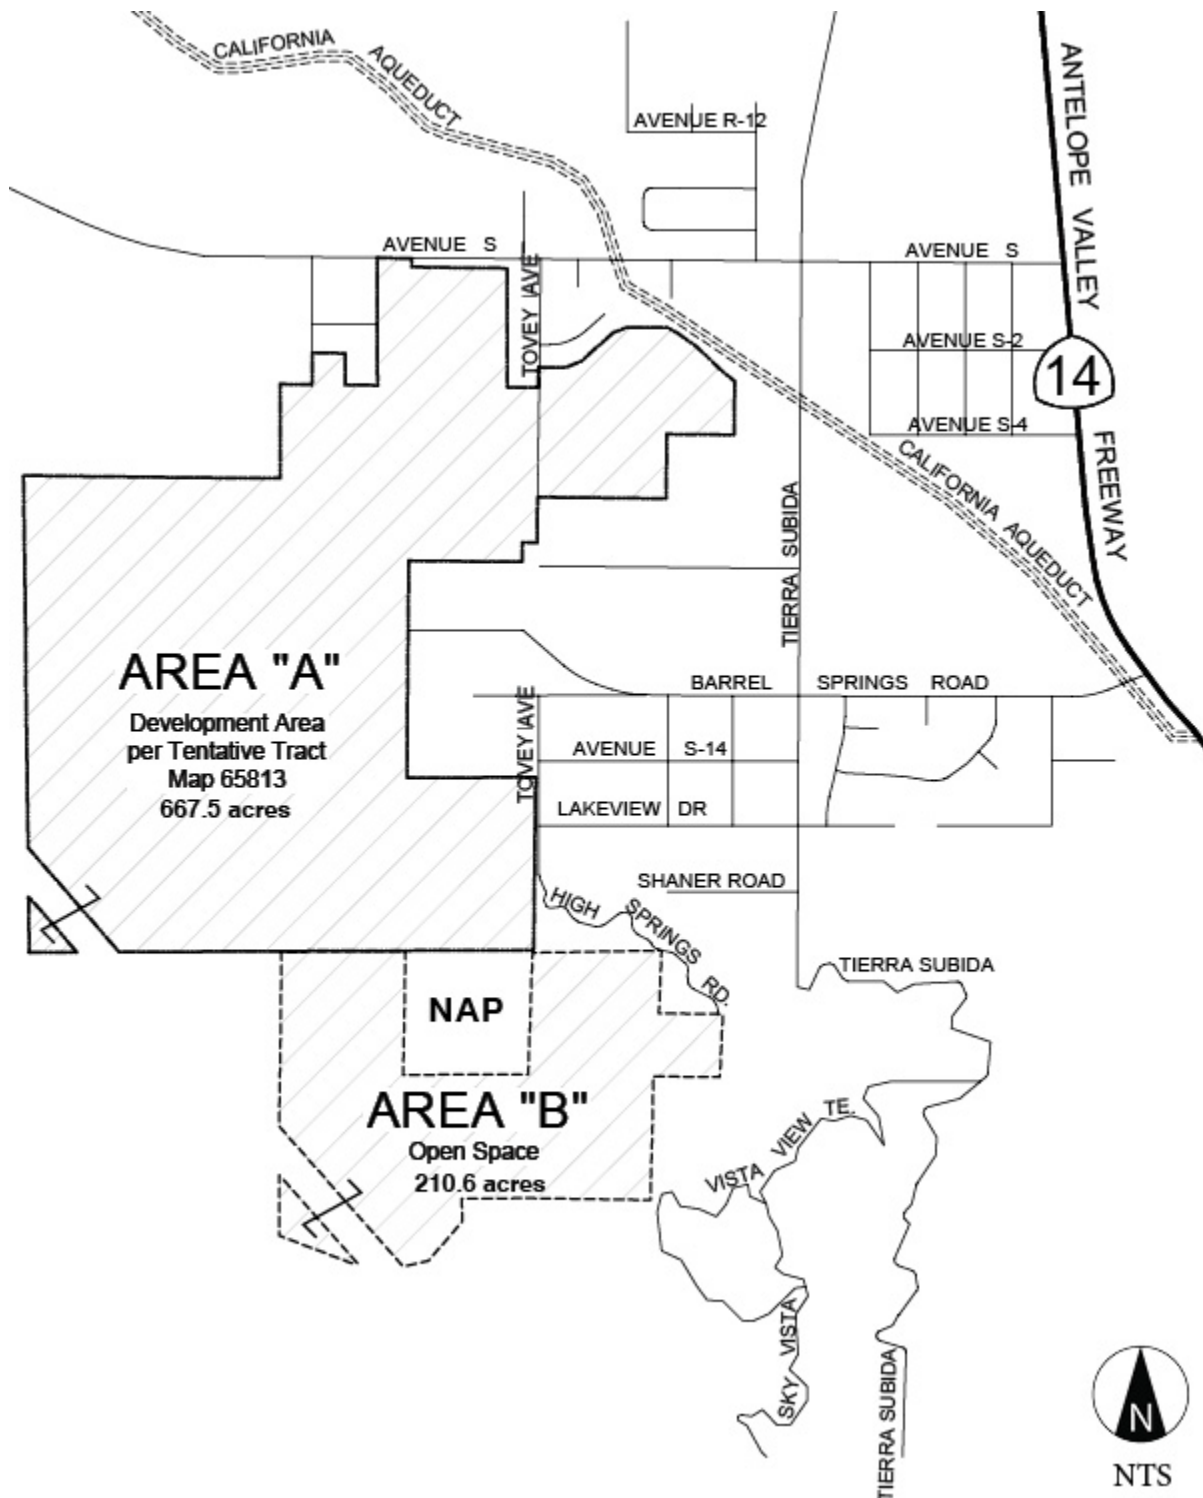 CALIFORNIA AQUEDUCT
ANTELOPE VALLEY FREEWAY
AVENUE R-12
AVENUE S
AVENUE S
TOVEY AVE
AVENUE S-2
14
AVENUE S-4
CALIFORNIA AQUEDUCT
TIERRA SUBIDA
AREA "A"
Development Area
per Tentative Tract
Map 65813
667.5 acres
BARREL SPRINGS ROAD
TOVEY AVE
AVENUE S-14
LAKEVIEW DR
SHANER ROAD
HIGH SPRINGS RD.
TIERRA SUBIDA
NAP
AREA "B"
Open Space
210.6 acres
VISTA VIEW TE.
SKY VISTA
TIERRA SUBIDA
N
NTS